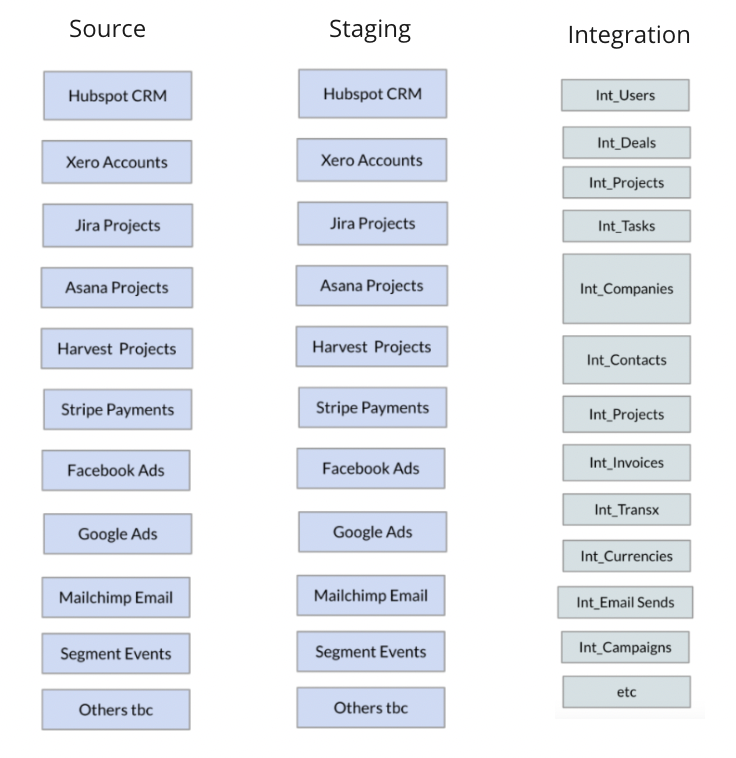 Source
Hubspot CRM
Xero Accounts
Jira Projects
Asana Projects
Harvest Projects
Stripe Payments
Facebook Ads
Google Ads
Mailchimp Email
Segment Events
Others tbc
Staging
Hubspot CRM
Xero Accounts
Jira Projects
Asana Projects
Harvest Projects
Stripe Payments
Facebook Ads
Google Ads
Mailchimp Email
Segment Events
Others tbc
Integration
Int_Users
Int_Deals
Int_Projects
Int_Tasks
Int_Companies
Int_Contacts
Int_Projects
Int_Invoices
Int_Transx
Int_Currencies
Int_Email Sends
Int_Campaigns
etc